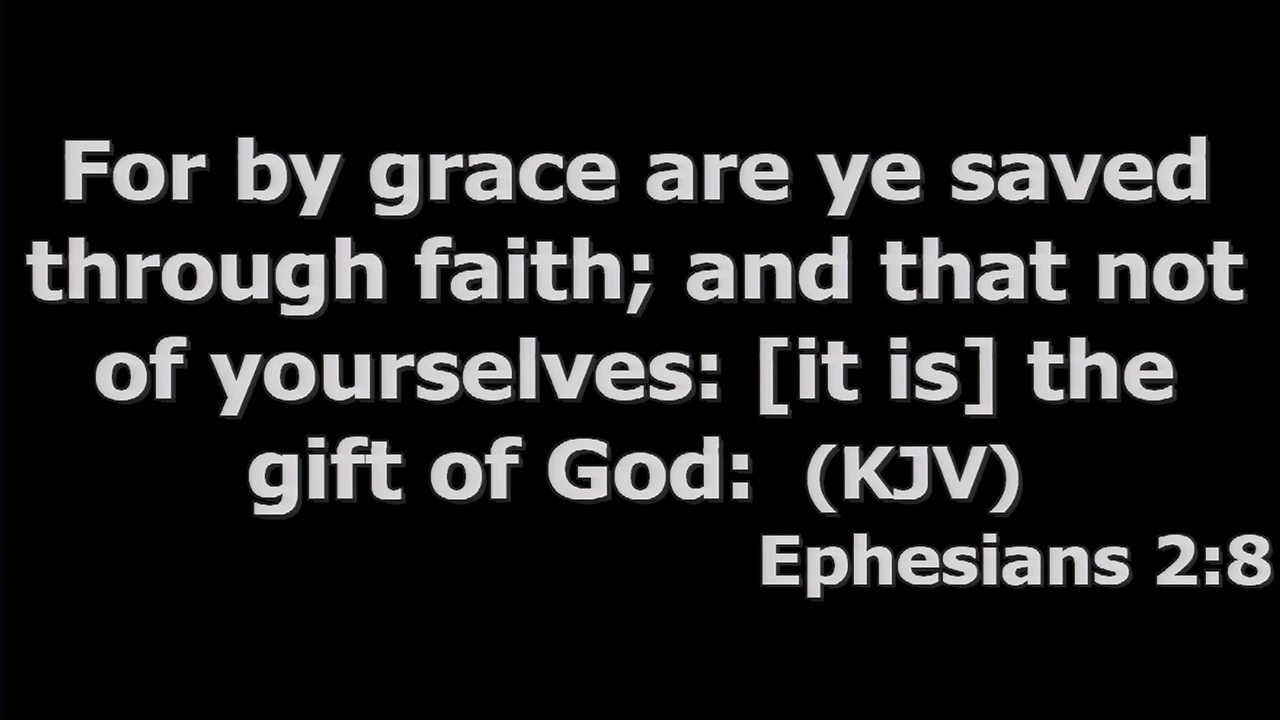 For by grace are ye saved
through faith; and that not
of yourselves: [it is] the
gift of God: (KJV)
Ephesians 2:8